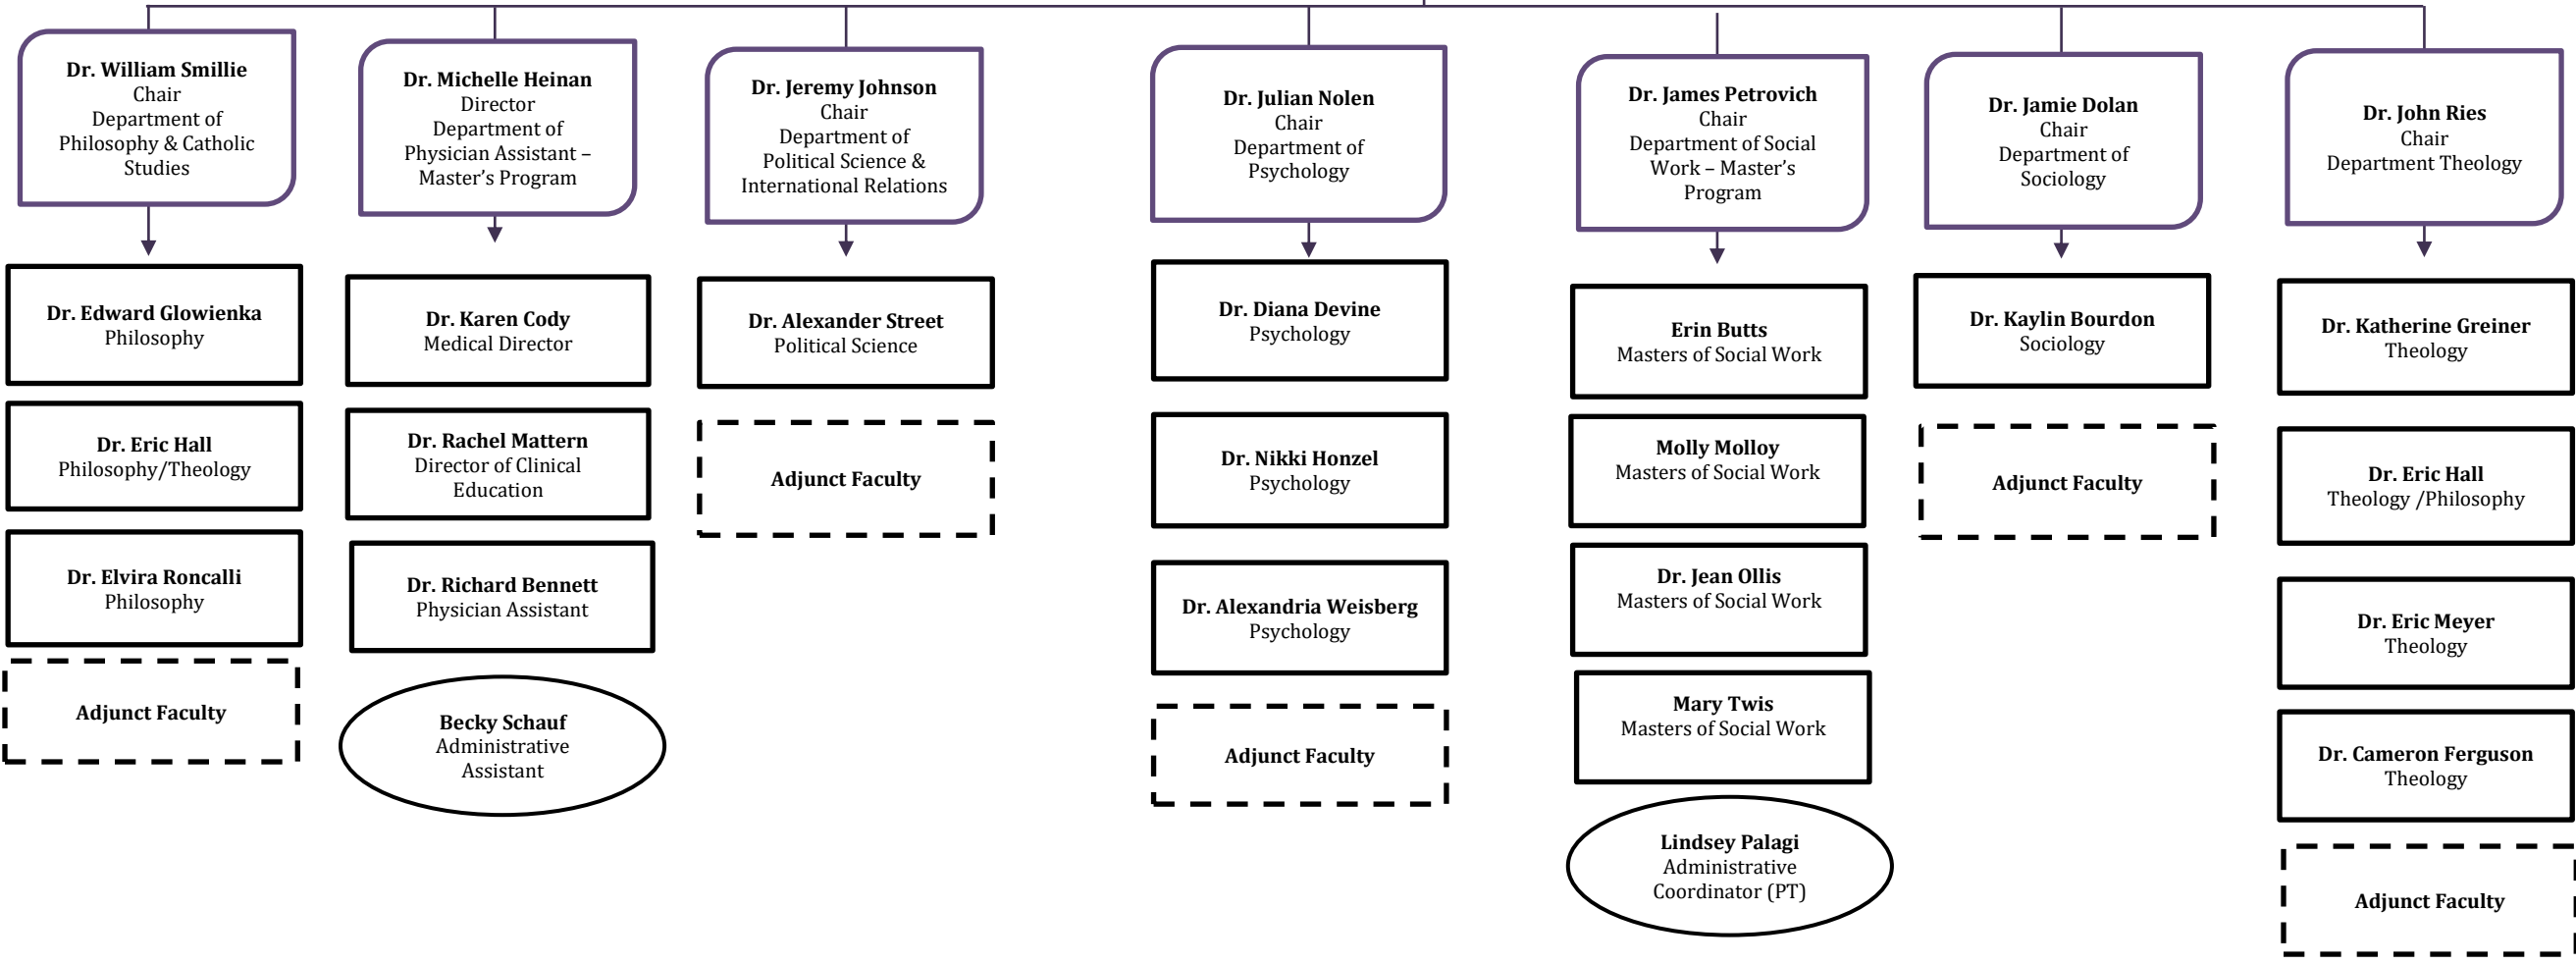 Dr. William Smillie
Chair
Department of
Philosophy & Catholic
Studies
Dr. Edward Glowienka
Philosophy
Dr. Eric Hall
Philosophy/Theology
Dr. Elvira Roncalli
Philosophy
Adjunct Faculty
Dr. Michelle Heinan
Director
Department of
Physician Assistant –
Master's Program
Dr. Karen Cody
Medical Director
Dr. Rachel Mattern
Director of Clinical
Education
Dr. Richard Bennett
Physician Assistant
Becky Schauf
Administrative
Assistant
Dr. Jeremy Johnson
Chair
Department of
Political Science &
International Relations
Dr. Alexander Street
Political Science
Adjunct Faculty
Dr. Julian Nolen
Chair
Department of
Psychology
Dr. Diana Devine
Psychology
Dr. Nikki Honzel
Psychology
Dr. Alexandria Weisberg
Psychology
Adjunct Faculty
Dr. James Petrovich
Chair
Department of Social
Work – Master's
Program
Erin Butts
Masters of Social Work
Molly Molloy
Masters of Social Work
Dr. Jean Ollis
Masters of Social Work
Mary Twis
Masters of Social Work
Lindsey Palagi
Administrative
Coordinator (PT)
Dr. Jamie Dolan
Chair
Department of
Sociology
Dr. Kaylin Bourdon
Sociology
Adjunct Faculty
Dr. John Ries
Chair
Department Theology
Dr. Katherine Greiner
Theology
Dr. Eric Hall
Theology /Philosophy
Dr. Eric Meyer
Theology
Dr. Cameron Ferguson
Theology
Adjunct Faculty